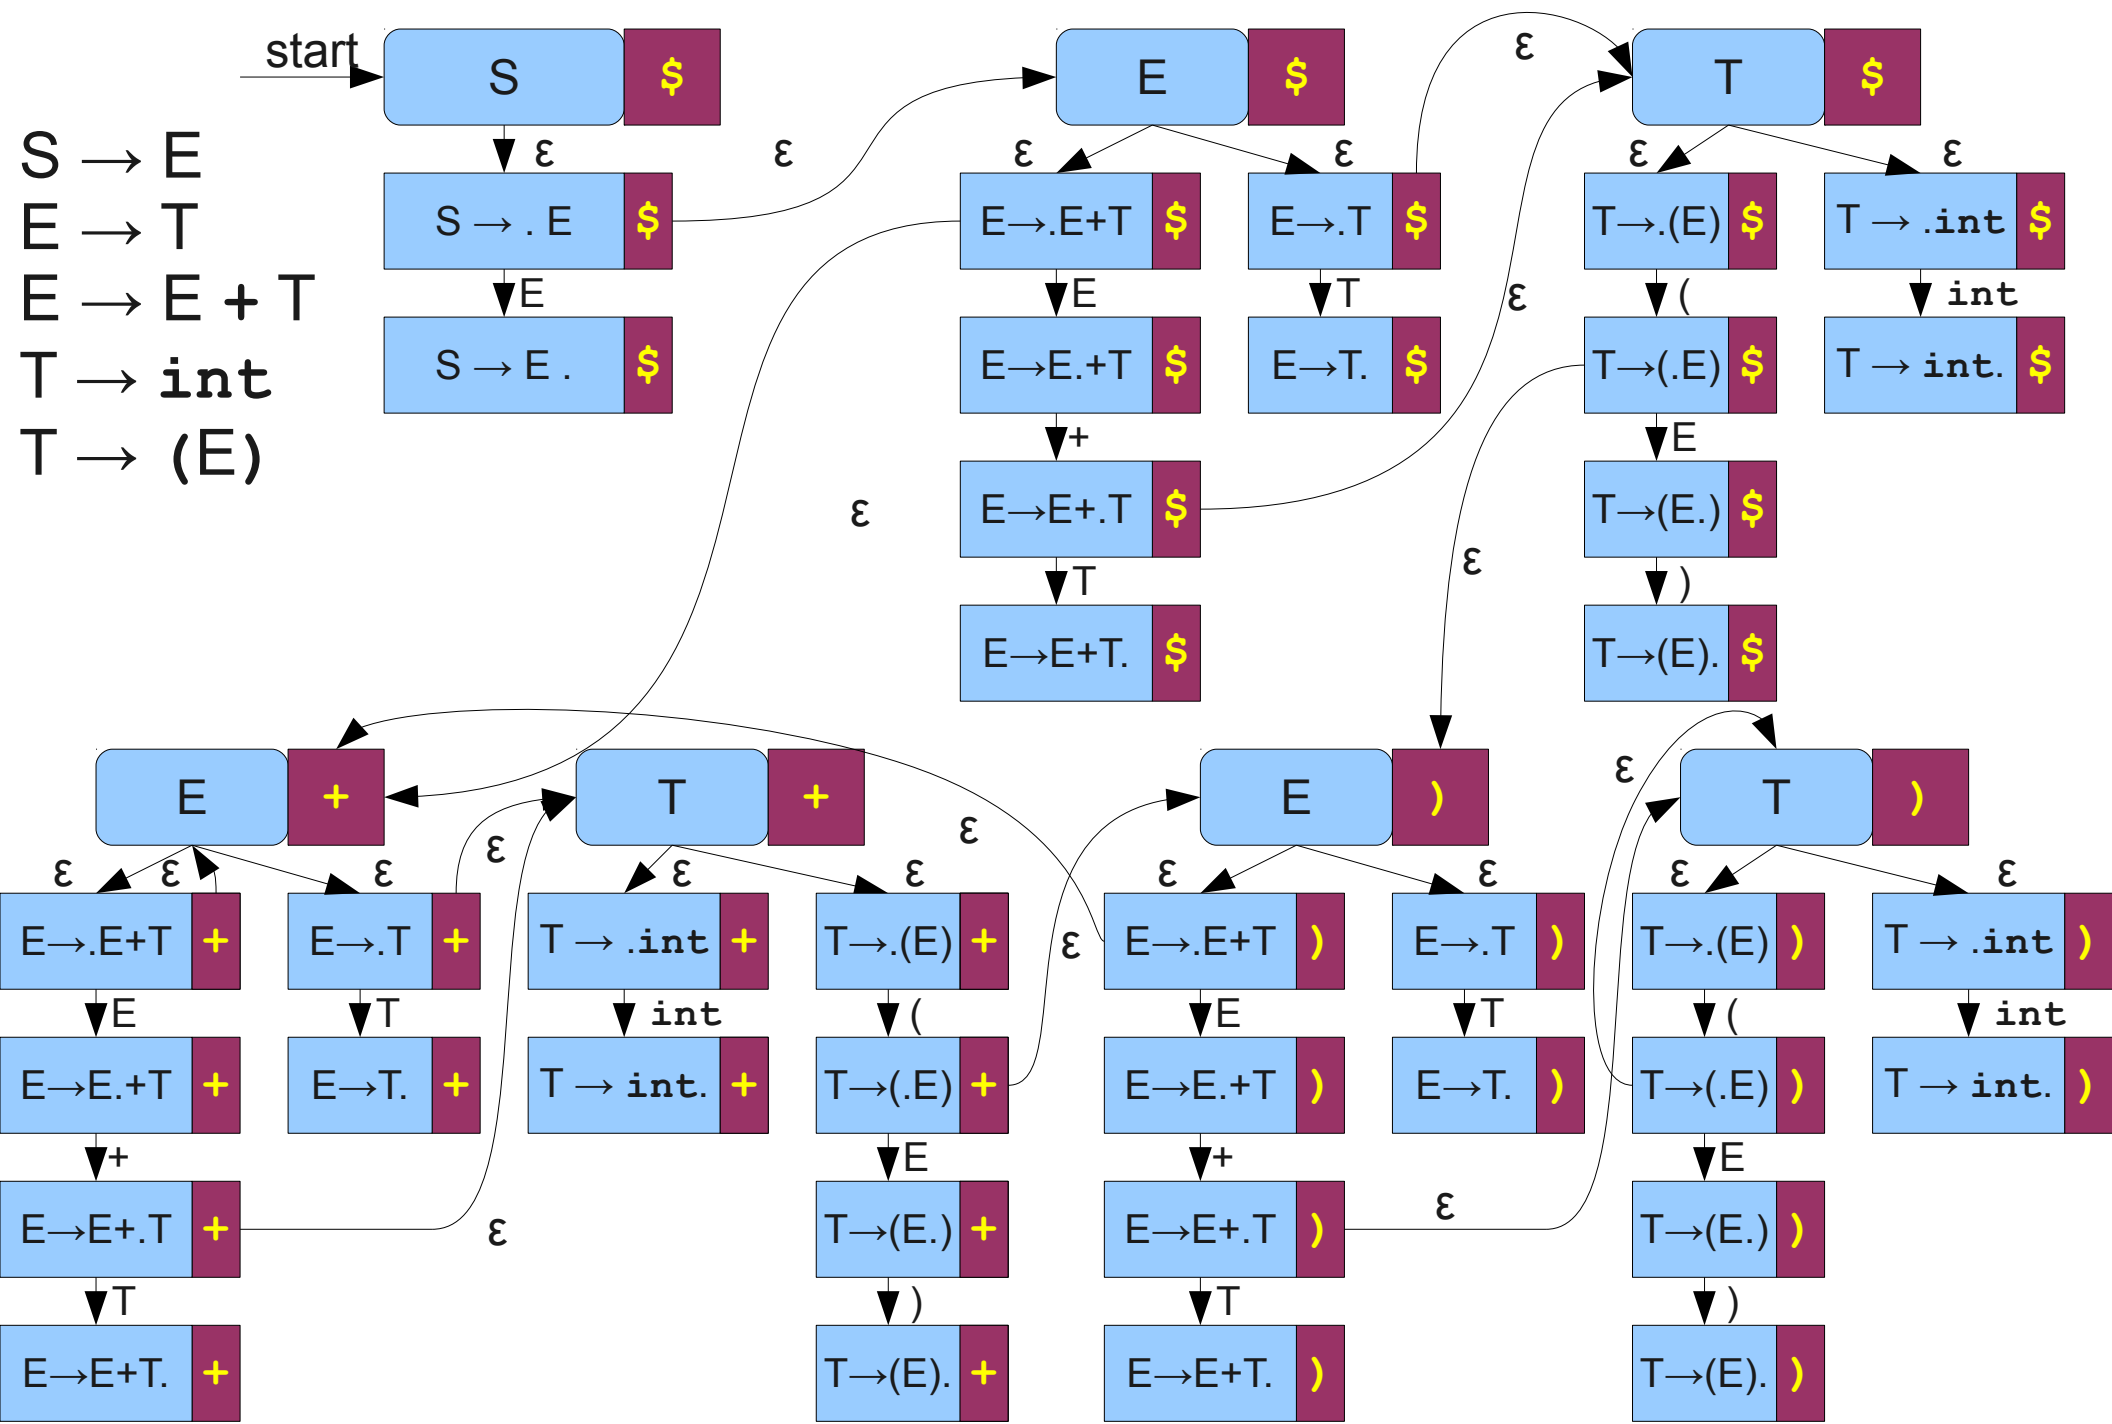 start
S $
E $
T $
S → E
E → T
E → E + T
T → int
T → (E)
ε ε ε ε ε ε ε
S → . E $
E→.E+T $
E→.T $
T→.(E) $
T → .int $
E E T ( int
ε
S → E . $
E→E.+T $
E→T. $
T→(.E) $
T → int. $
+ E
ε
E→E+.T $
T→(E.) $
ε
T )
E→E+T. $
T→(E). $
E +
T +
E )
T )
ε
ε ε
ε ε ε ε ε ε ε ε ε
E→.E+T +
E→.T +
T → .int +
T→.(E) +
E→.E+T )
E→.T )
T→.(E) )
T → .int )
ε
E T int ( E T ( int
E→E.+T +
E→T. +
T → int. +
T→(.E) +
E→E.+T )
E→T. )
T→(.E) )
T → int. )
+ E + E
E→E+.T +
T→(E.) +
E→E+.T )
T→(E.) )
ε ε
T ) T )
E→E+T. +
T→(E). +
E→E+T. )
T→(E). )